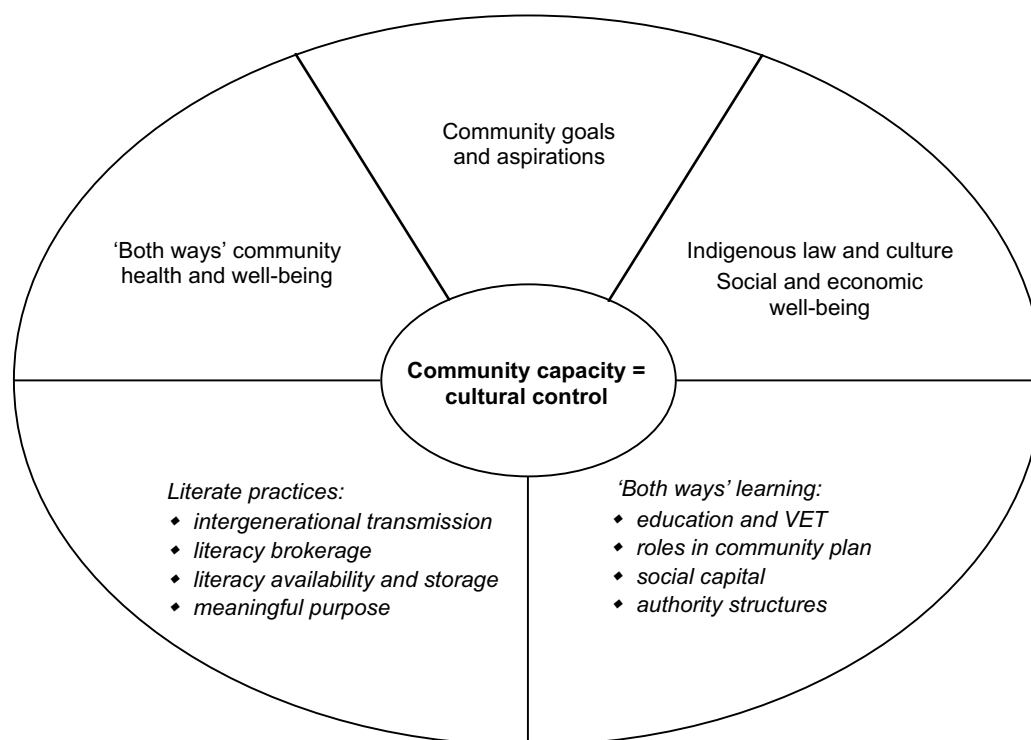 Community goals
and aspirations
‘Both ways’ community
health and well-being
Indigenous law and culture
Social and economic
well-being
Community capacity =
cultural control
Literate practices:
◆ intergenerational transmission
◆ literacy brokerage
◆ literacy availability and storage
◆ meaningful purpose
‘Both ways’ learning:
◆ education and VET
◆ roles in community plan
◆ social capital
◆ authority structures